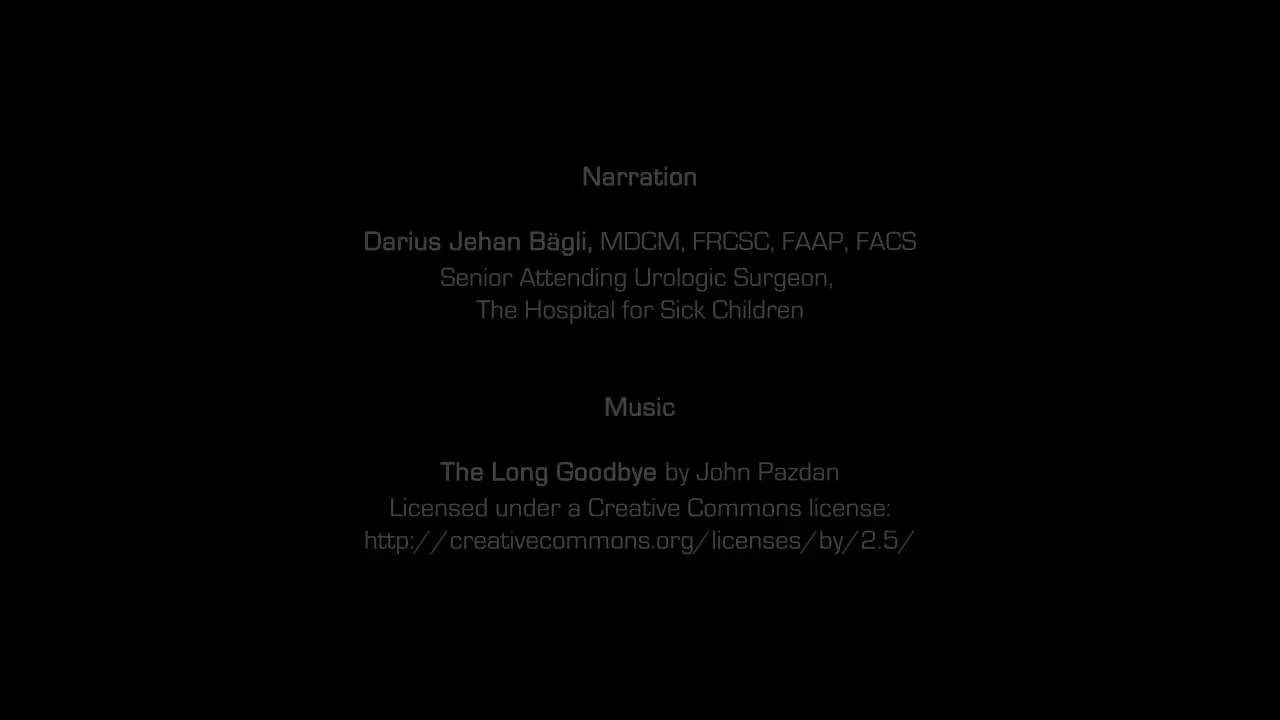 Narration
Darius Jehan Bägli, MDCM, FRCSC, FAAP, FACS
Senior Attending Urologic Surgeon,
The Hospital for Sick Children
Music
The Long Goodbye by John Pazdan
Licensed under a Creative Commons license:
http://creativecommons.org/licenses/by/2.5/